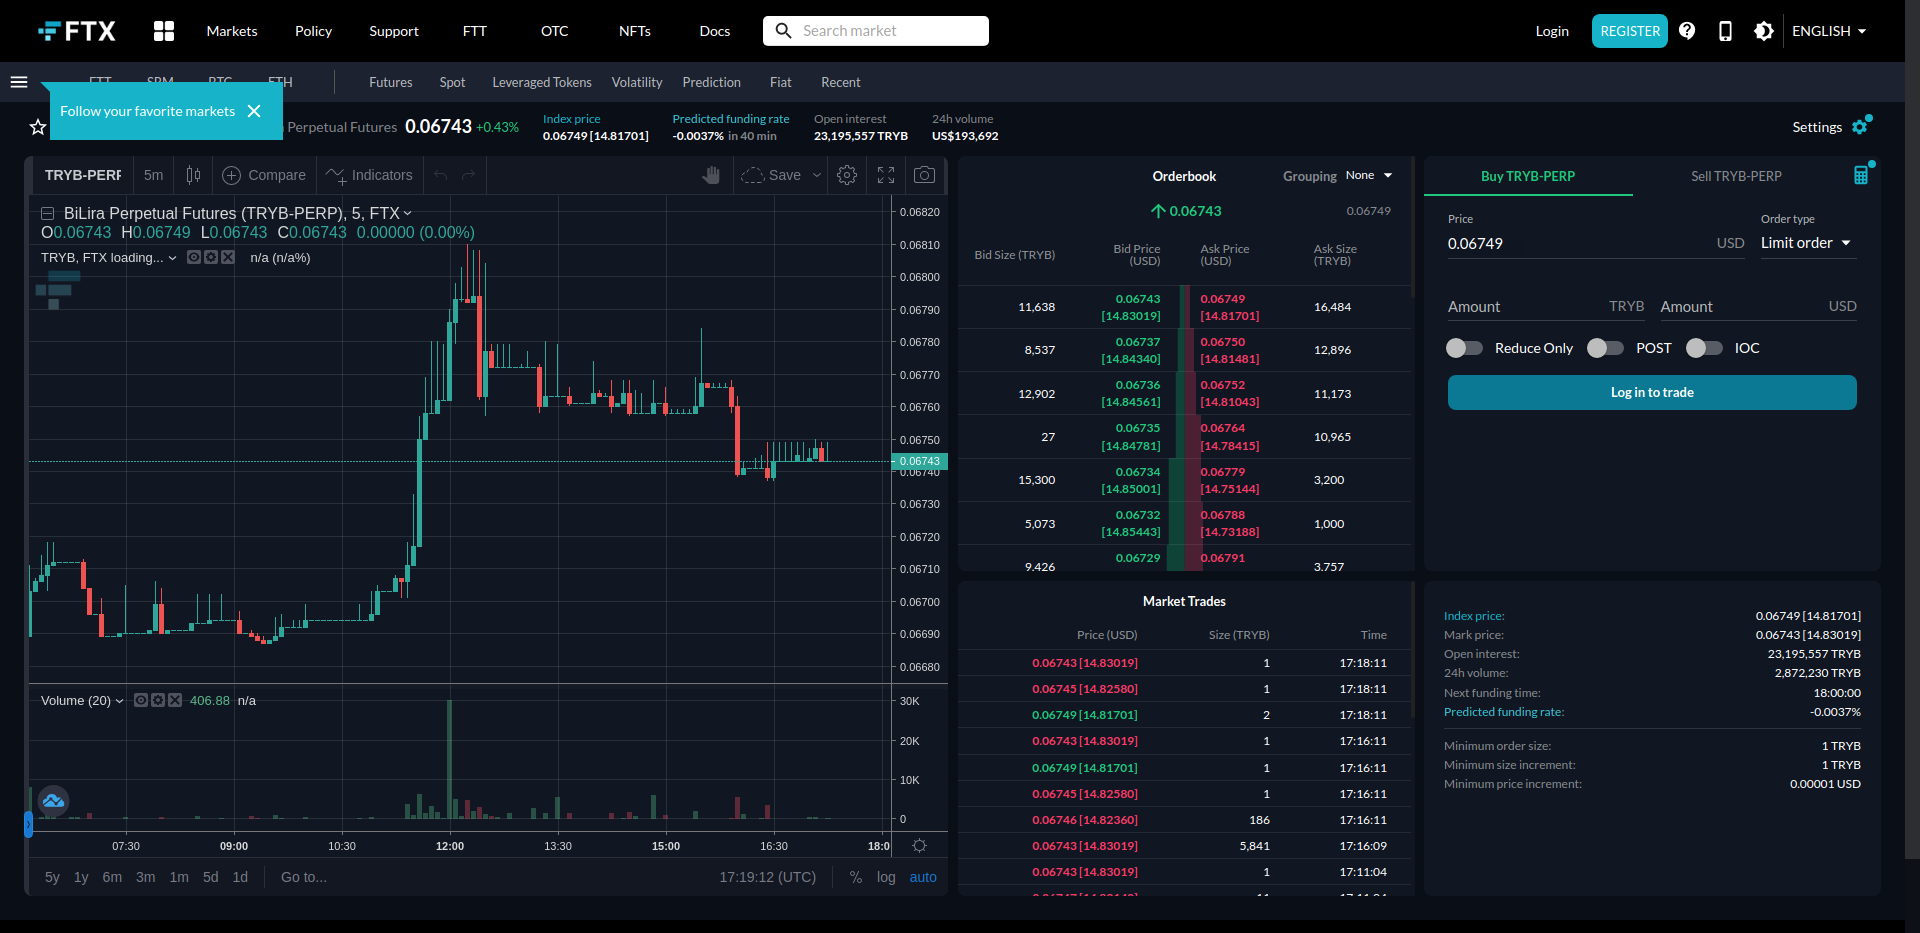 FTX
Markets
Policy
Support
FTT
OTC
NFTs
Docs
Search market
Login
REGISTER
ENGLISH
Futures
Spot
Leveraged Tokens
Volatility
Prediction
Fiat
Recent
Follow your favorite markets
Perpetual Futures
0.06743
+0.43%
Index price
0.06749 [14.81701]
Predicted funding rate
-0.0037% in 40 min
Open interest
23,195,557 TRYB
24h volume
US$193,692
Settings
TRYB-PERP
5m
Compare
Indicators
Save
BiLira Perpetual Futures (TRYB-PERP), 5, FTX
O0.06743 H0.06749 L0.06743 C0.06743 0.00000 (0.00%)
TRYB, FTX loading...
n/a (n/a%)
0.06820
0.06810
0.06800
0.06790
0.06780
0.06770
0.06760
0.06750
0.06743
0.06740
0.06730
0.06720
0.06710
0.06700
0.06690
0.06680
Volume (20)
406.88 n/a
30K
20K
10K
0
07:30
09:00
10:30
12:00
13:30
15:00
16:30
18:0
5y
1y
6m
3m
1m
5d
1d
Go to...
17:19:12 (UTC)
%
log
auto
Orderbook
Grouping
None
0.06743
0.06749
Bid Size (TRYB)
Bid Price (USD)
Ask Price (USD)
Ask Size (TRYB)
11,638 0.06743 [14.83019] 0.06749 [14.81701] 16,484
8,537 0.06737 [14.84340] 0.06750 [14.81481] 12,896
12,902 0.06736 [14.84561] 0.06752 [14.81043] 11,173
27 0.06735 [14.84781] 0.06764 [14.78415] 10,965
15,300 0.06734 [14.85001] 0.06779 [14.75144] 3,200
5,073 0.06732 [14.85443] 0.06788 [14.73188] 1,000
9,426 0.06729 0.06791 3,757
Market Trades
Price (USD) Size (TRYB) Time
0.06743 [14.83019] 1 17:18:11
0.06745 [14.82580] 1 17:18:11
0.06749 [14.81701] 2 17:18:11
0.06743 [14.83019] 1 17:16:11
0.06749 [14.81701] 1 17:16:11
0.06745 [14.82580] 1 17:16:11
0.06746 [14.82360] 186 17:16:11
0.06743 [14.83019] 5,841 17:16:09
0.06743 [14.83019] 1 17:11:04
Buy TRYB-PERP
Sell TRYB-PERP
Price
0.06749 USD
Order type
Limit order
Amount TRYB
Amount USD
Reduce Only
POST
IOC
Log in to trade
Index price: 0.06749 [14.81701]
Mark price: 0.06743 [14.83019]
Open interest: 23,195,557 TRYB
24h volume: 2,872,230 TRYB
Next funding time: 18:00:00
Predicted funding rate: -0.0037%
Minimum order size: 1 TRYB
Minimum size increment: 1 TRYB
Minimum price increment: 0.00001 USD